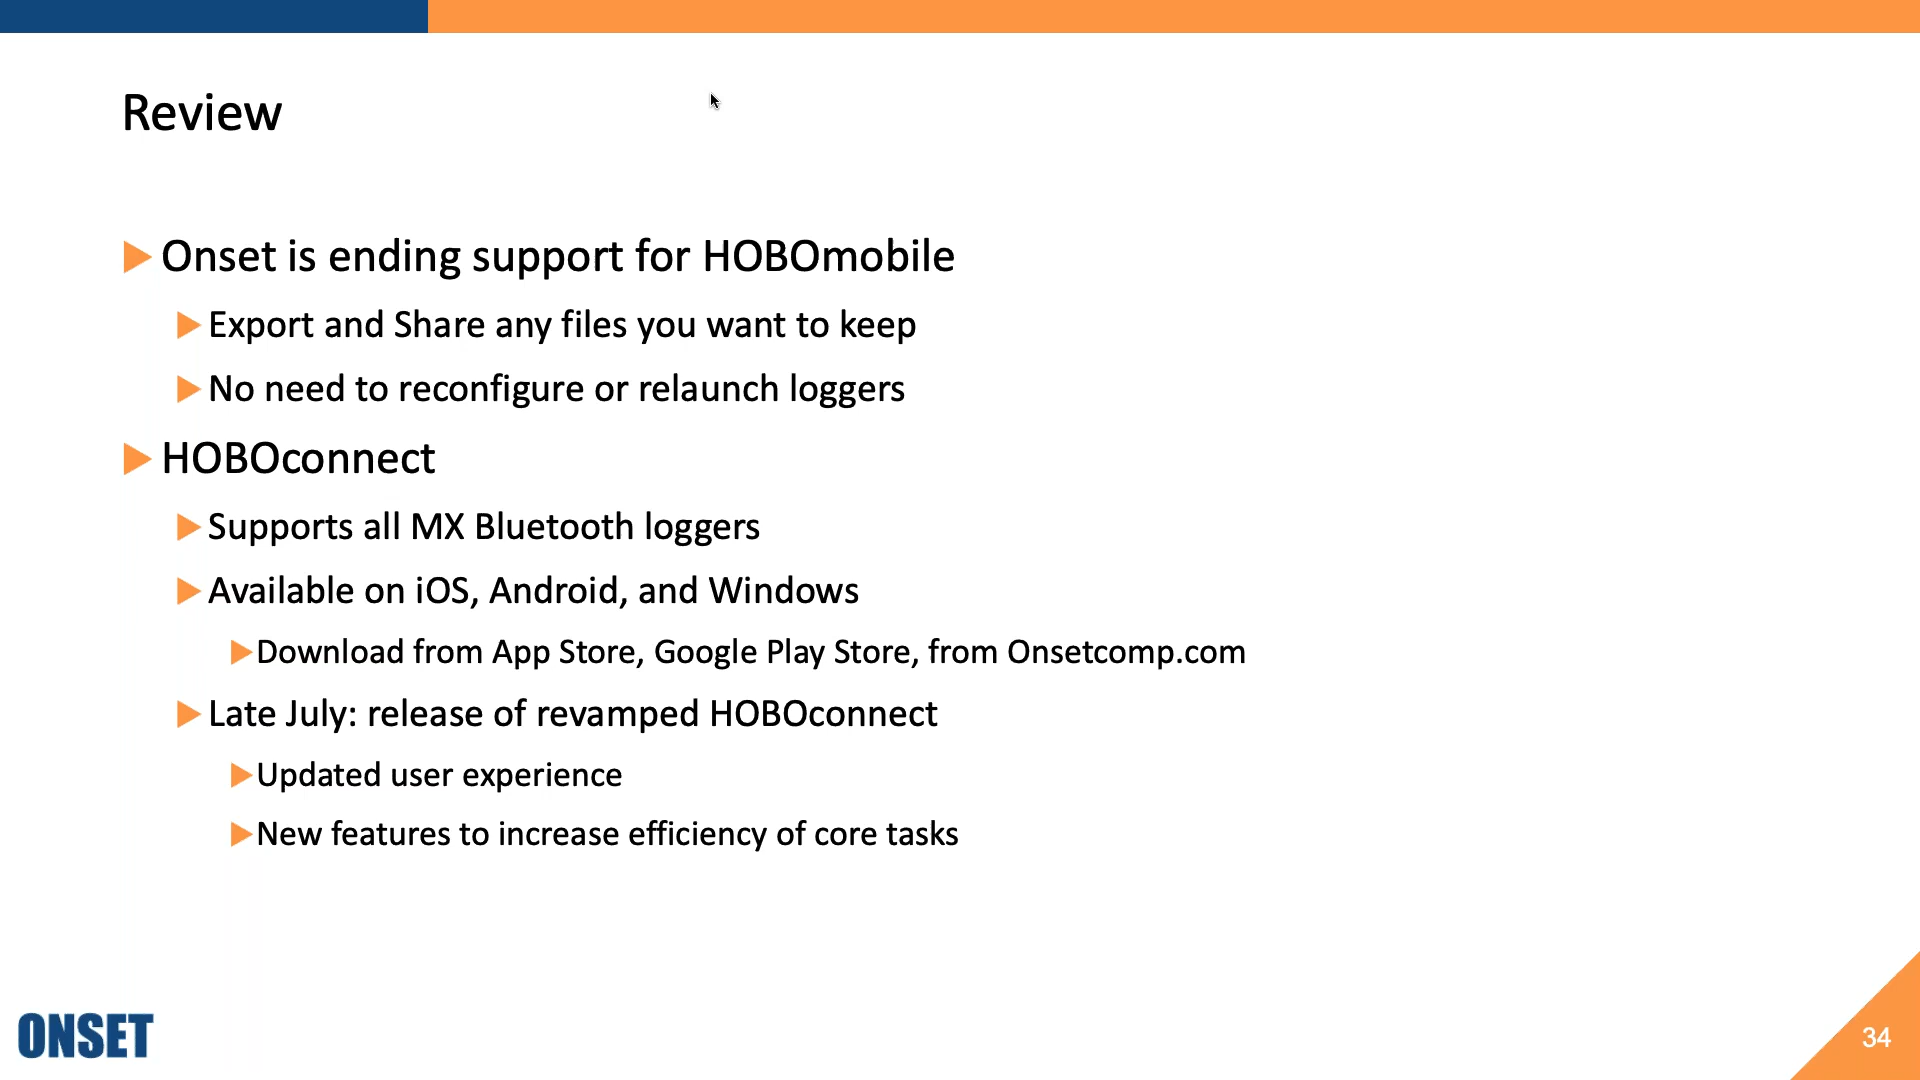 Review
Onset is ending support for HOBOmobile
Export and Share any files you want to keep
No need to reconfigure or relaunch loggers
HOBOconnect
Supports all MX Bluetooth loggers
Available on iOS, Android, and Windows
Download from App Store, Google Play Store, from Onsetcomp.com
Late July: release of revamped HOBOconnect
Updated user experience
New features to increase efficiency of core tasks
ONSET
34